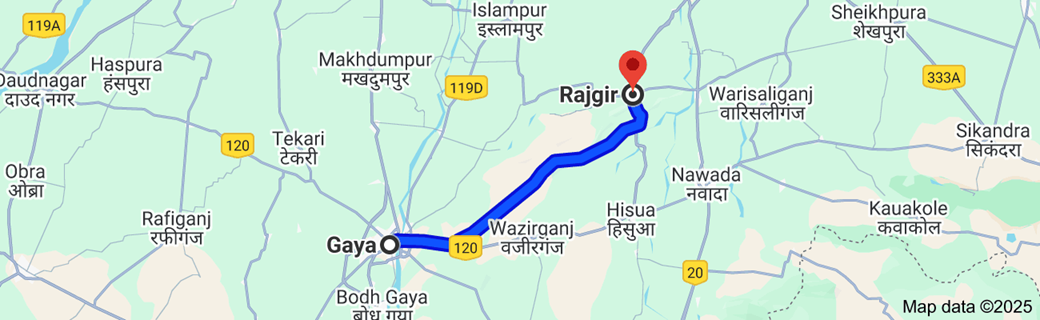 119A
Islampur
इस्लामपुर
Sheikhpura
शेखपुरा
Haspura
हंसपुरा
Makhdumpur
मखदुमपुर
Daudnagar
दाउद नगर
119D
333A
Rajgir
Warisaliganj
वारिसलीगंज
120
Tekari
टेकरी
Sikandra
सिकंदरा
Obra
ओब्रा
Nawada
नवादा
Rafiganj
रफीगंज
Hisua
हिसुआ
Kauakole
कवाकोल
Wazirganj
वजीरगंज
Gaya
120
20
Bodh Gaya
बोध गया
Map data ©2025